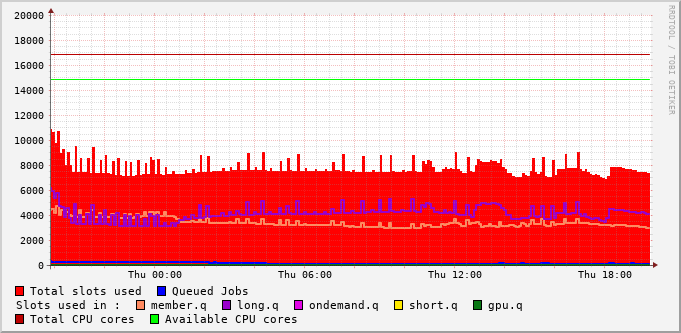 20000
18000
16000
14000
12000
10000
8000
6000
4000
2000
0
Thu 00:00 Thu 06:00 Thu 12:00 Thu 18:00
RRDTOOL / TOBI OETIKER
Total slots used Queued Jobs
Slots used in : member.q long.q ondemand.q short.q gpu.q
Total CPU cores Available CPU cores